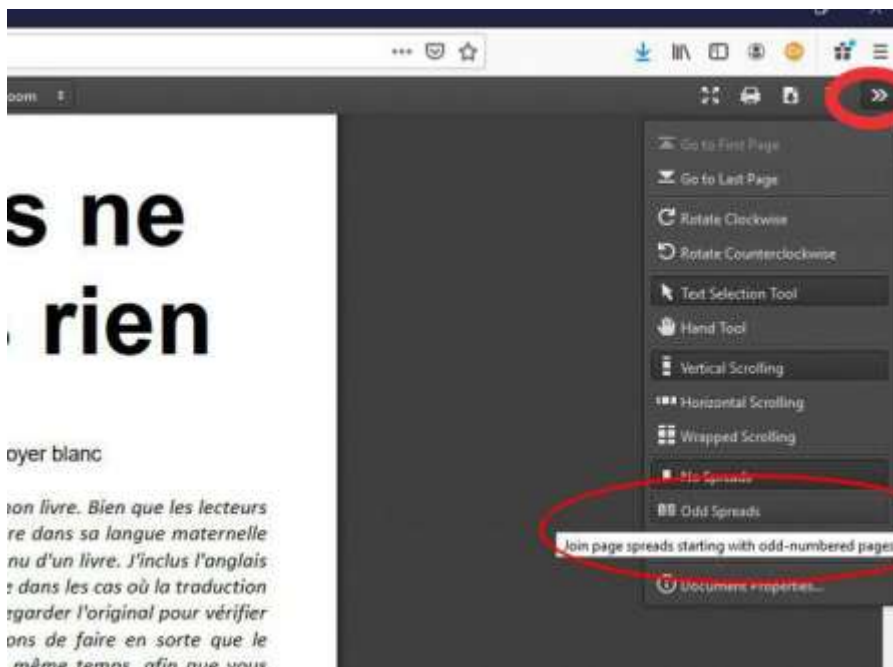 oom
Go to First Page
Go to Last Page
s ne
Rotate Clockwise
Rotate Counterclockwise
Text Selection Tool
rien
Hand Tool
Vertical Scrolling
Horizontal Scrolling
Wrapped Scrolling
oyer blanc
No Spreads
on livre. Bien que les lecteurs
Odd Spreads
re dans sa langue maternelle
Join page spreads starting with odd-numbered pages
nu d'un livre. J'inclus l'anglais
dans les cas où la traduction
Document Properties...
egarder l'original pour vérifier
ons de faire en sorte que le
même temps, afin que vous